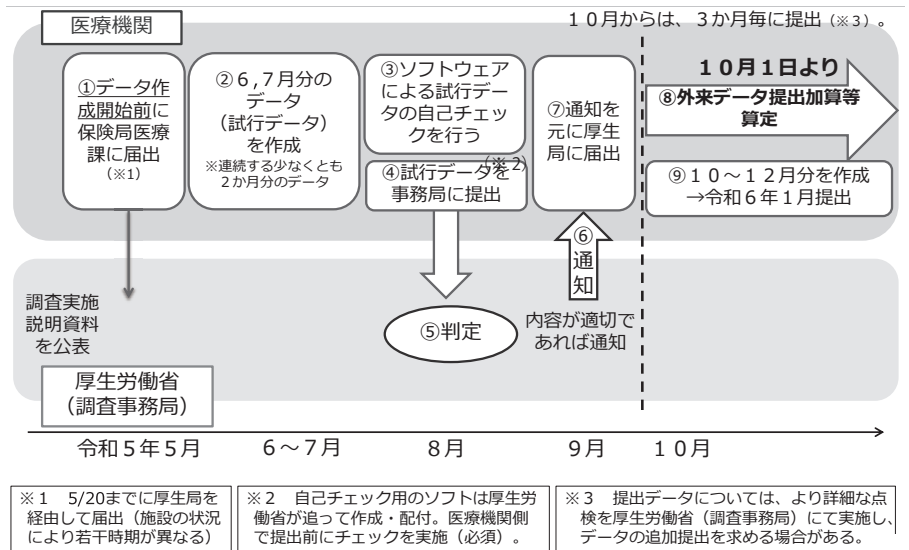 医療機関
10月からは、3か月毎に提出（※3）。
①データ作
成開始前に
保険局医療
課に届出
（※1）
②6,7月分の
データ
（試行データ）
を作成
※連続する少なくとも
2か月分のデータ
③ソフトウェア
による試行デー
タの自己チェッ
クを行う
（※2）
④試行データを
事務局に提出
⑦通知を
元に厚生
局に届出
10月1日より
⑧外来データ提出加算等
算定
⑨10～12月分を作成
→令和6年1月提出
⑥
通
知
調査実施
説明資料
を公表
⑤判定
内容が適切で
あれば通知
厚生労働省
（調査事務局）
令和5年5月
6～7月
8月
9月
10月
※1　5/20までに厚生局を
経由して届出（施設の状況
により若干時期が異なる）
※2　自己チェック用のソフトは厚生労
働省が追って作成・配付。医療機関側
で提出前にチェックを実施（必須）。
※3　提出データについては、より詳細な点
検を厚生労働省（調査事務局）にて実施し、
データの追加提出を求める場合がある。